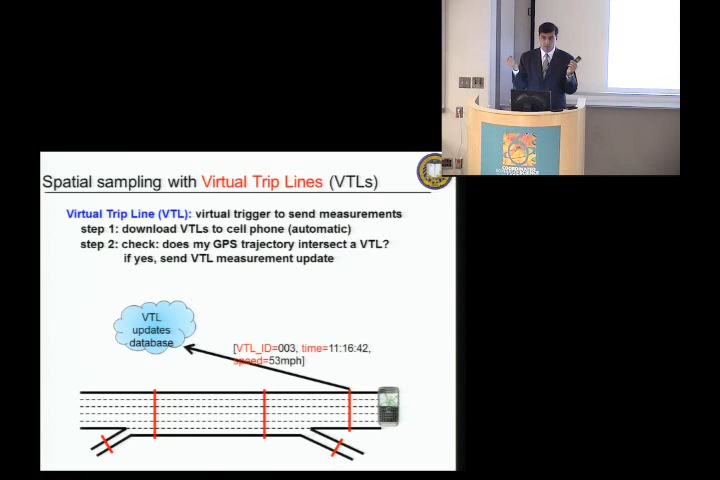 COORDINATED
SCIENCE
Spatial sampling with Virtual Trip Lines (VTLs)
Virtual Trip Line (VTL): virtual trigger to send measurements
step 1: download VTLs to cell phone (automatic)
step 2: check: does my GPS trajectory intersect a VTL?
if yes, send VTL measurement update
VTL
updates
database
[VTL_ID=003, time=11:16:42,
speed=53mph]